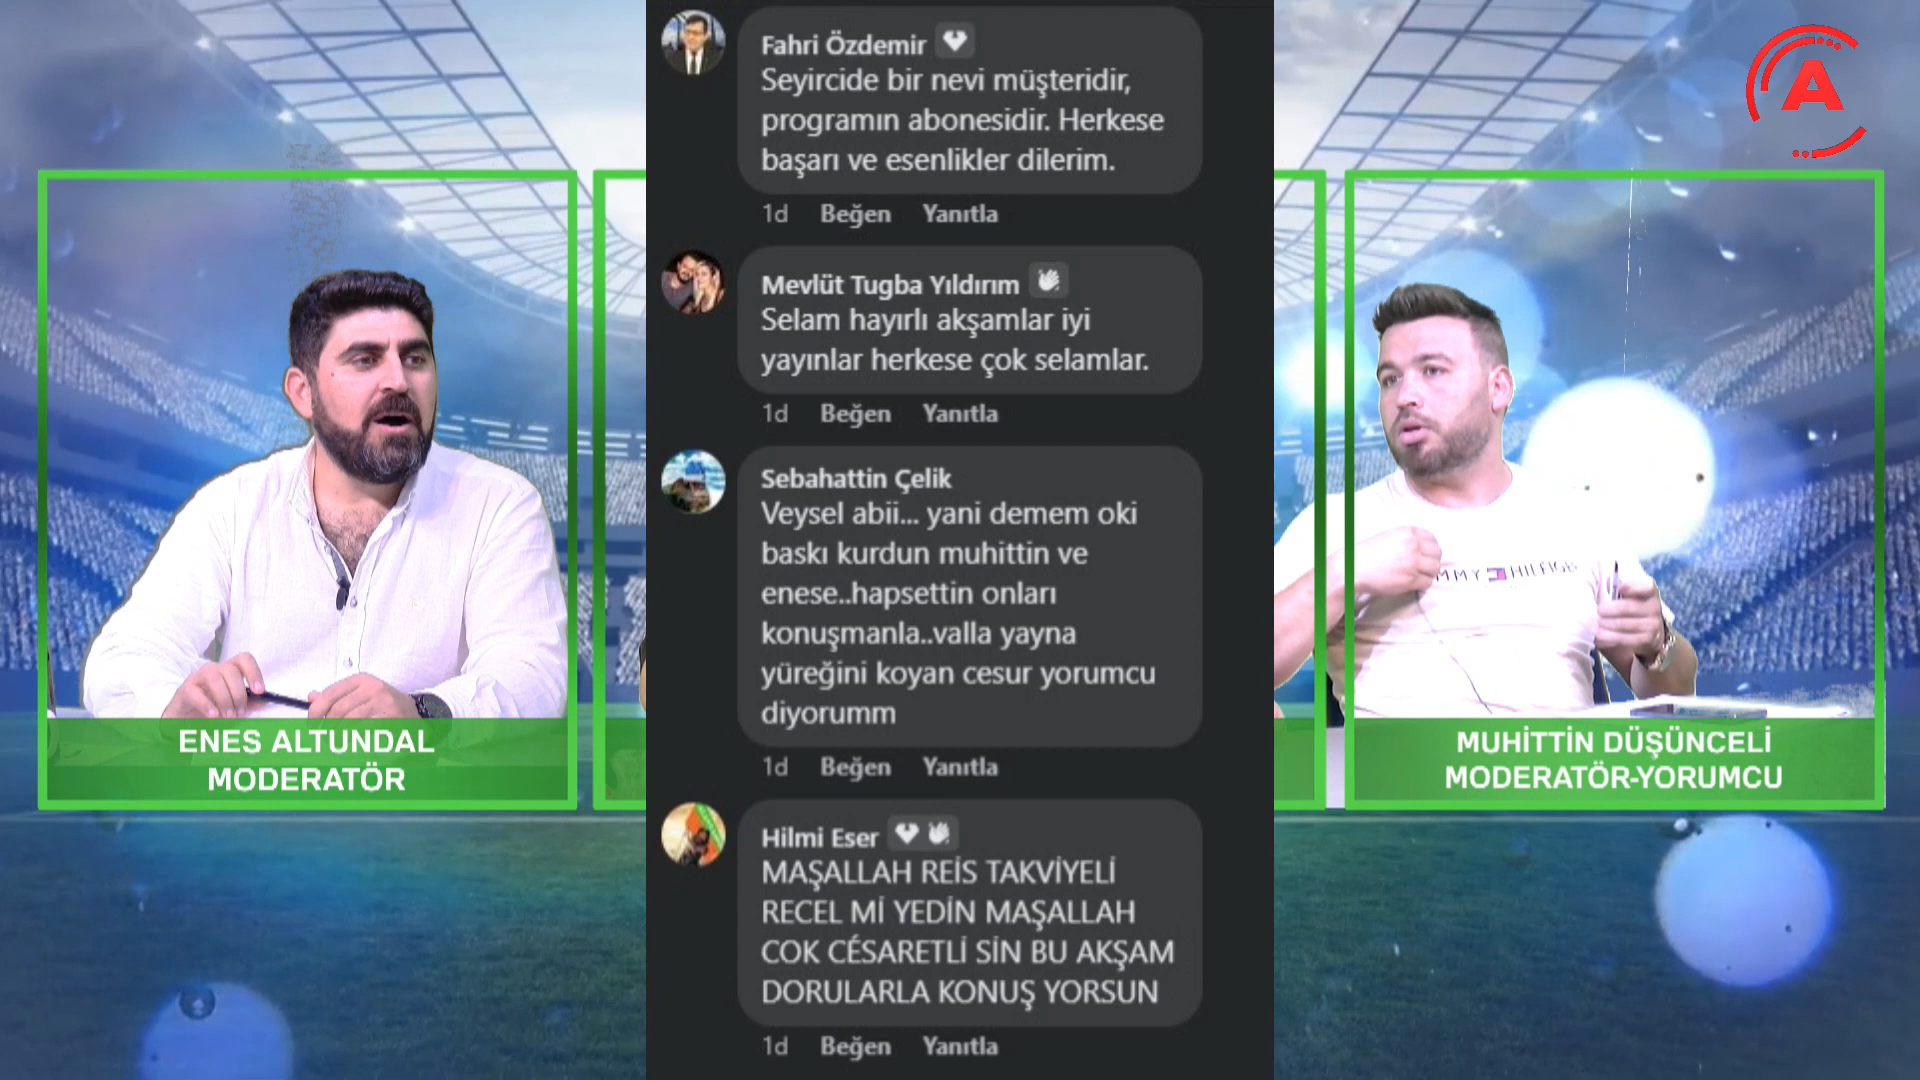 A
Fahri Özdemir
Seyircide bir nevi müşteridir,
programın abonesidir. Herkese
başarı ve esenlikler dilerim.
1d Beğen Yanıtla
Mevlüt Tugba Yıldırım
Selam hayırlı akşamlar iyi
yayınlar herkese çok selamlar.
1d Beğen Yanıtla
Sebahattin Çelik
Veysel abii... yani demem oki
baskı kurdun muhittin ve
enese..hapsettin onları
konuşmanla..valla yayna
yüreğini koyan cesur yorumcu
diyorumm
1d Beğen Yanıtla
Hilmi Eser
MAŞALLAH REİS TAKVİYELİ
RECEL Mİ YEDİN MAŞALLAH
COK CÉSARETLİ SİN BU AKŞAM
DORULARLA KONUŞ YORSUN
1d Beğen Yanıtla
ENES ALTUNDAL
MODERATÖR
MMY HILFIGE
MUHİTTİN DÜŞÜNCELİ
MODERATÖR-YORUMCU